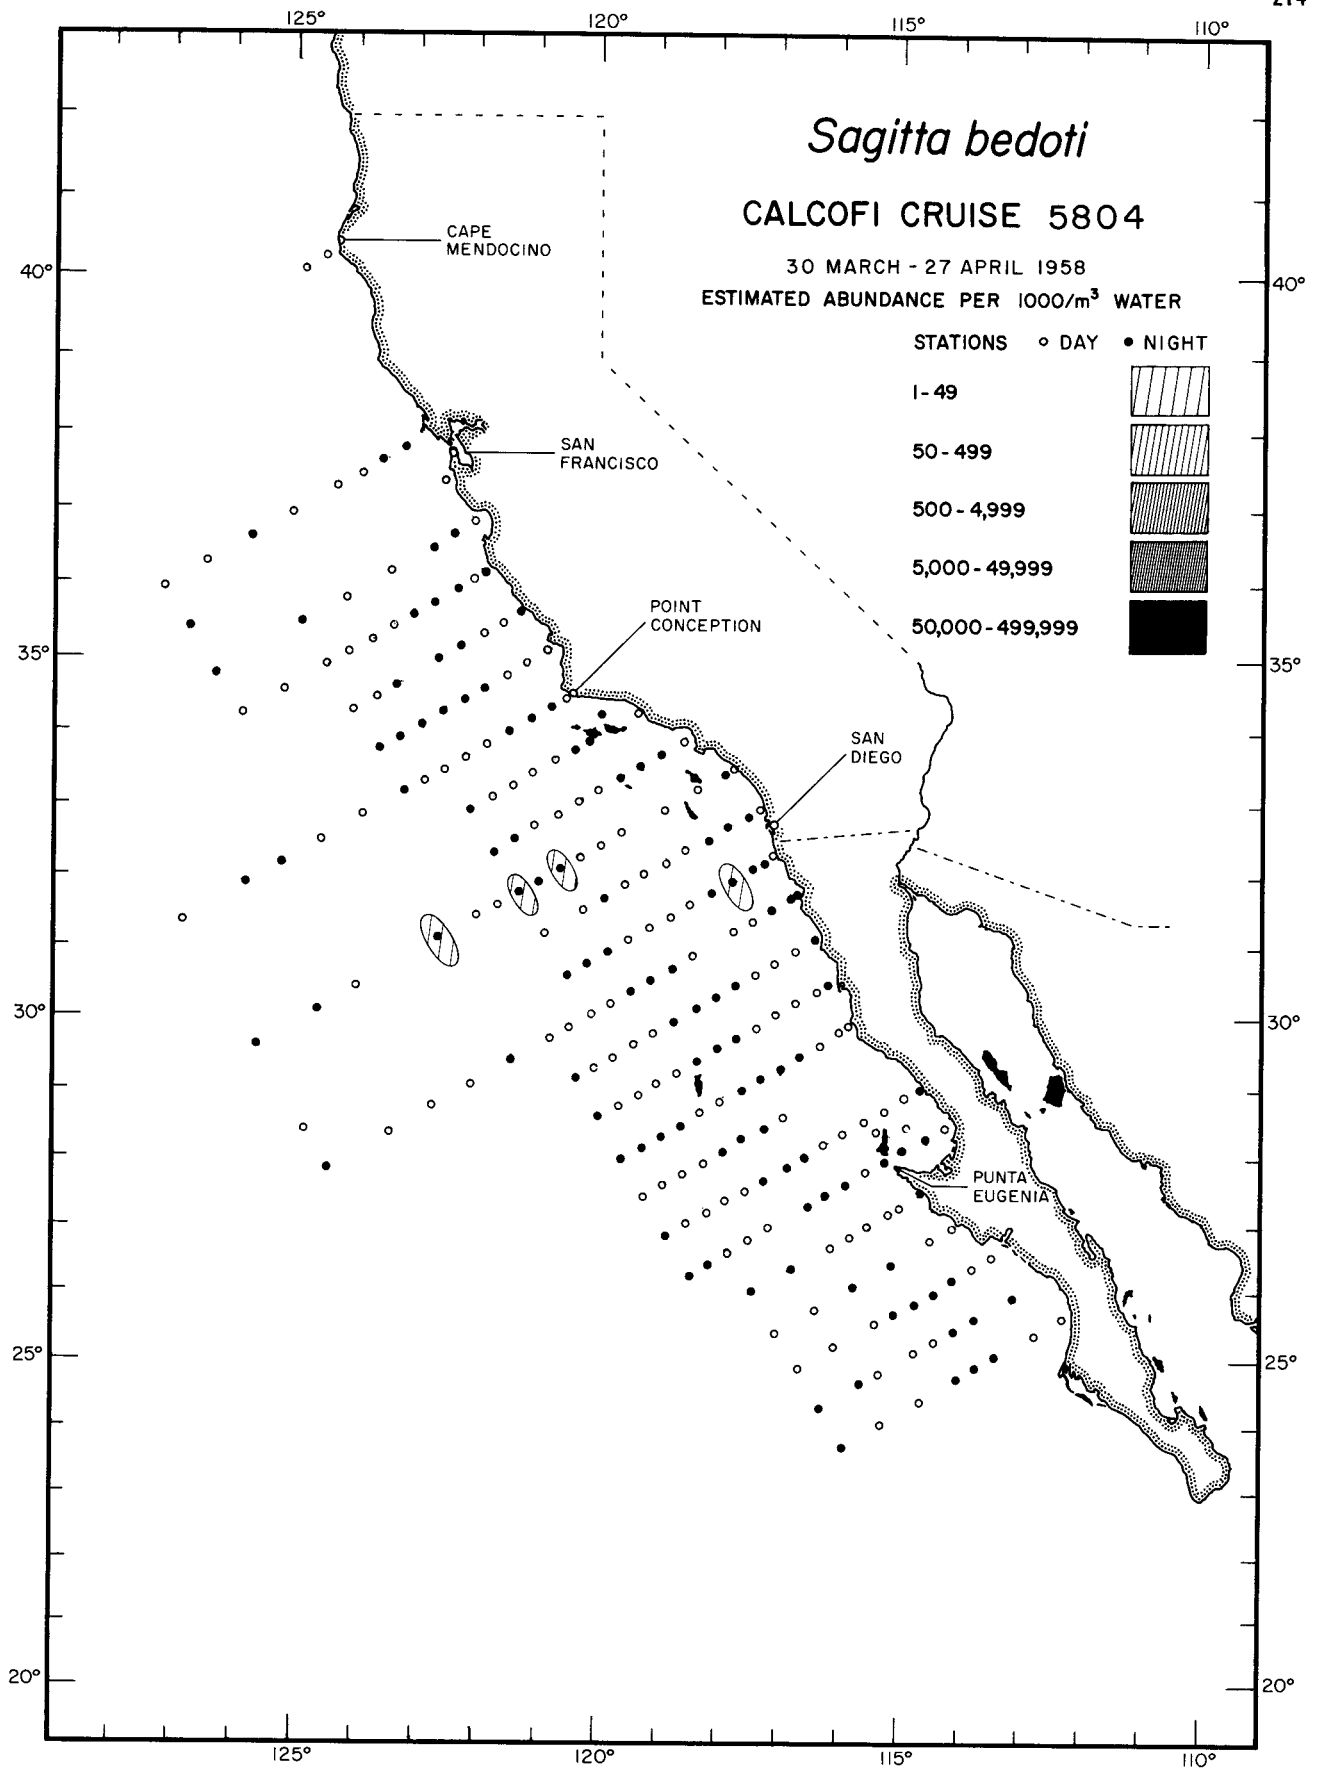 125°
120°
115°
110°
Sagitta bedoti
CALCOFI CRUISE 5804
30 MARCH - 27 APRIL 1958
ESTIMATED ABUNDANCE PER 1000/m³ WATER
STATIONS ○ DAY ● NIGHT
1-49
50-499
500-4,999
5,000-49,999
50,000-499,999
CAPE
MENDOCINO
40°
40°
SAN
FRANCISCO
POINT
CONCEPTION
35°
35°
SAN
DIEGO
30°
30°
PUNTA
EUGENIA
25°
25°
20°
20°
125°
120°
115°
110°